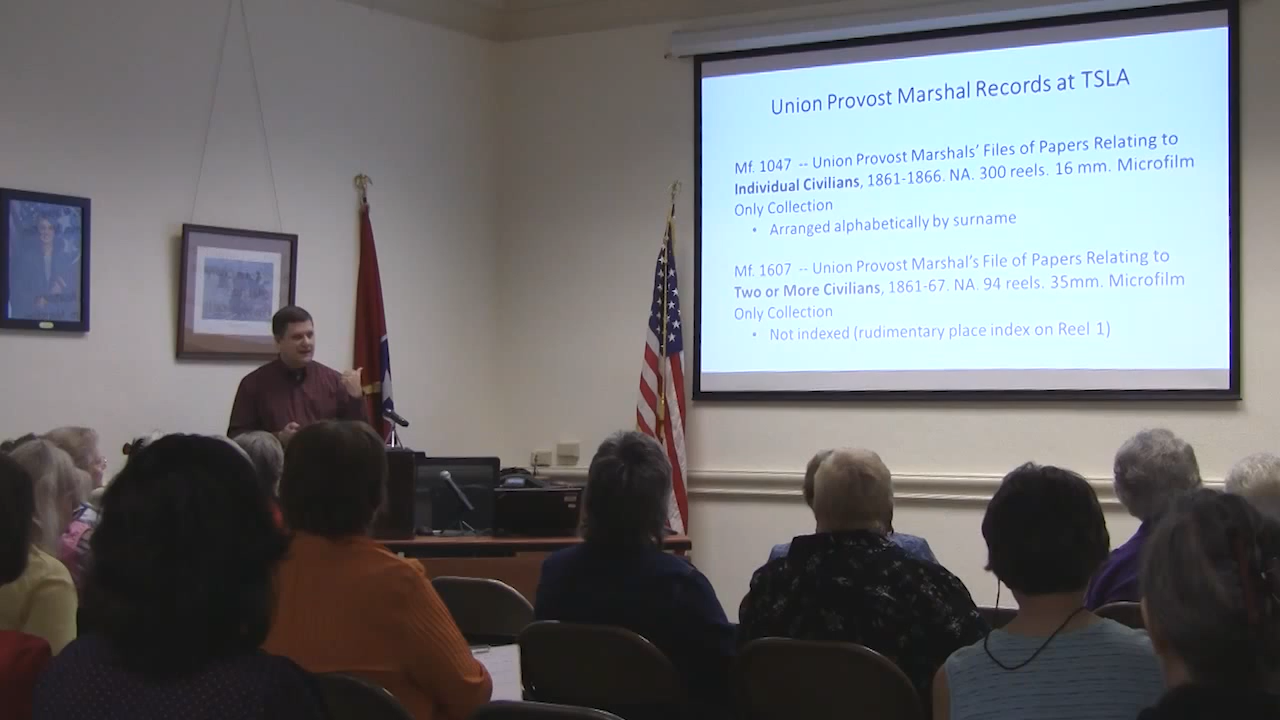 Union Provost Marshal Records at TSLA
Mf. 1047 -- Union Provost Marshals' Files of Papers Relating to
Individual Civilians, 1861-1866. NA. 300 reels. 16 mm. Microfilm
Only Collection
• Arranged alphabetically by surname
Mf. 1607 -- Union Provost Marshal's File of Papers Relating to
Two or More Civilians, 1861-67. NA. 94 reels. 35mm. Microfilm
Only Collection
• Not indexed (rudimentary place index on Reel 1)